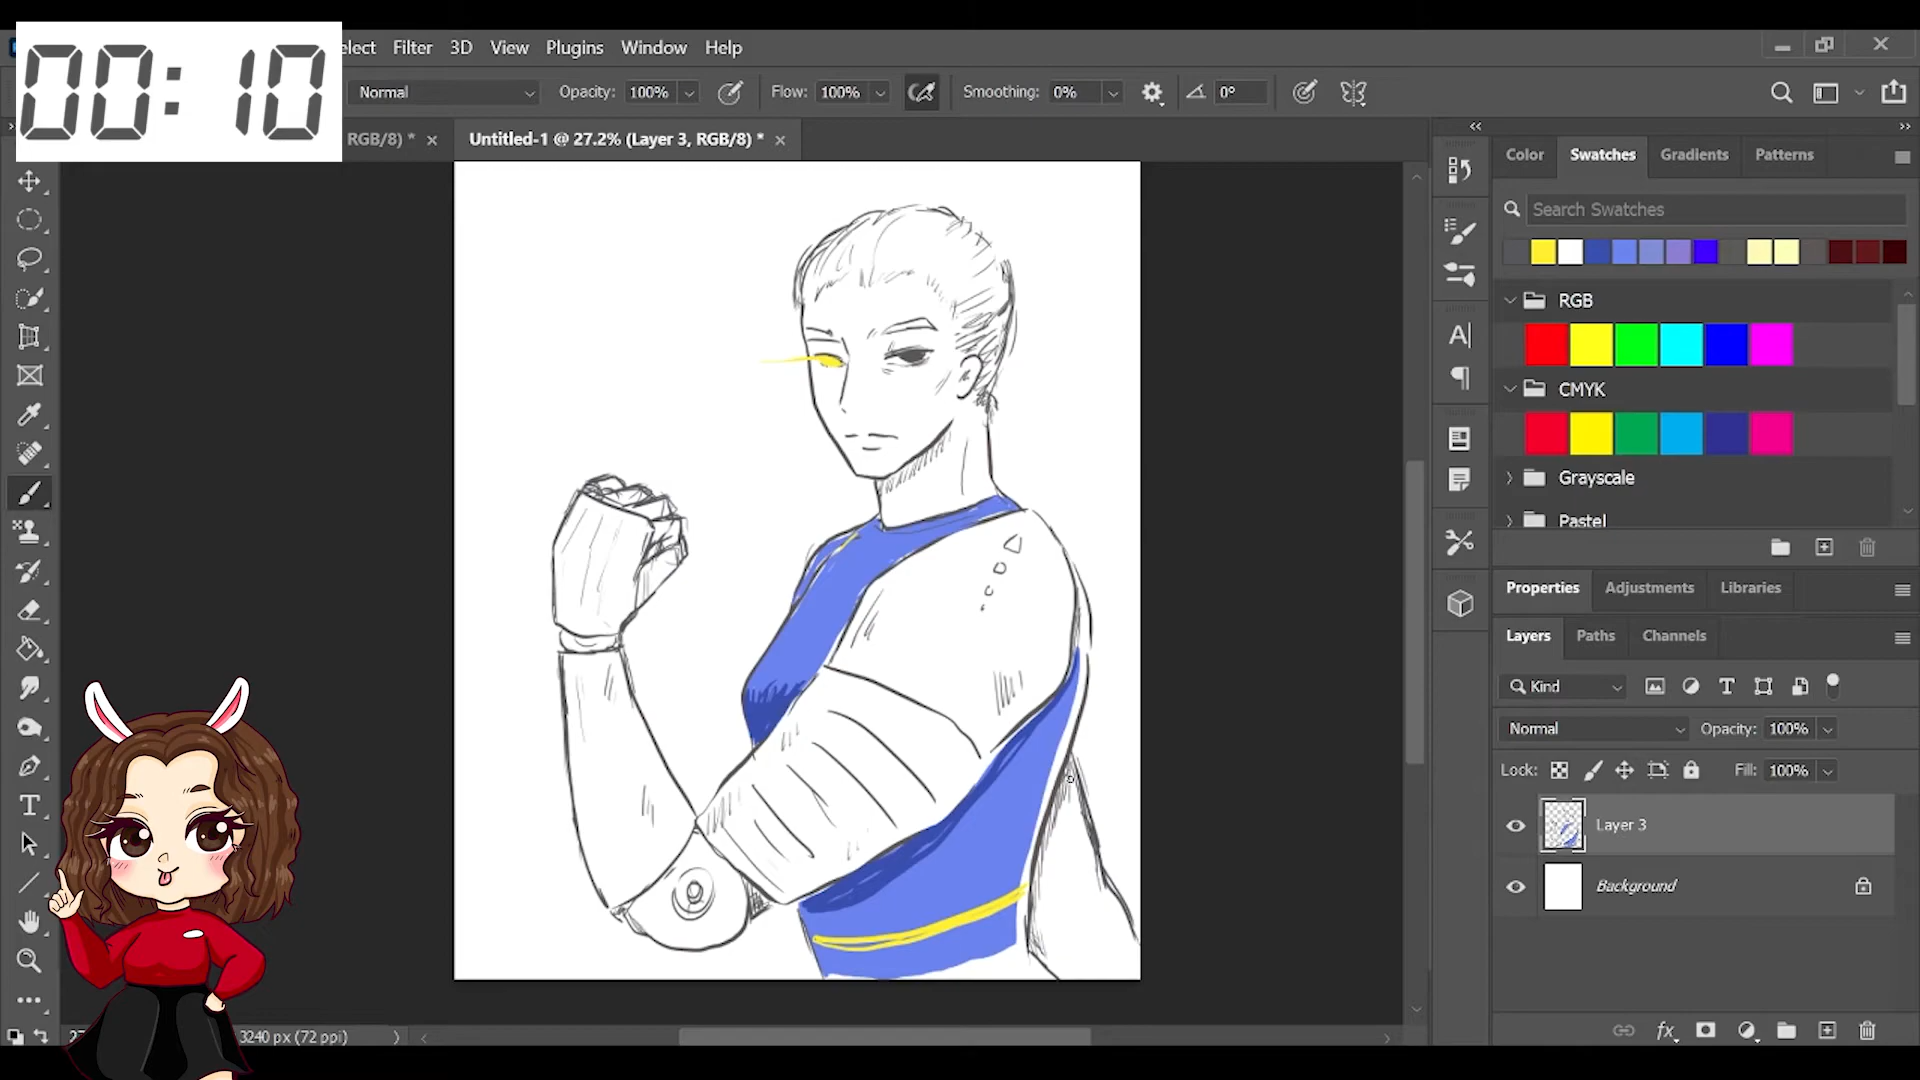 00:10
elect Filter 3D View Plugins Window Help
Normal Opacity: 100% Flow: 100% Smoothing: 0% 0°
RGB/8) * × Untitled-1 @ 27.2% (Layer 3, RGB/8) * ×
Color Swatches Gradients Patterns
Search Swatches
RGB
CMYK
Grayscale
Pastel
Properties Adjustments Libraries
Layers Paths Channels
Kind
Normal Opacity: 100%
Lock: Fill: 100%
Layer 3
Background
3240 px (72 ppi)
fx